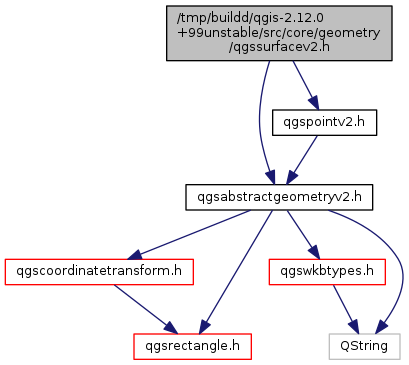 /tmp/buildd/qgis-2.12.0
+99unstable/src/core/geometry
/qgssurfacev2.h
qgspointv2.h
qgsabstractgeometryv2.h
qgscoordinatetransform.h
qgswkbtypes.h
qgsrectangle.h
QString